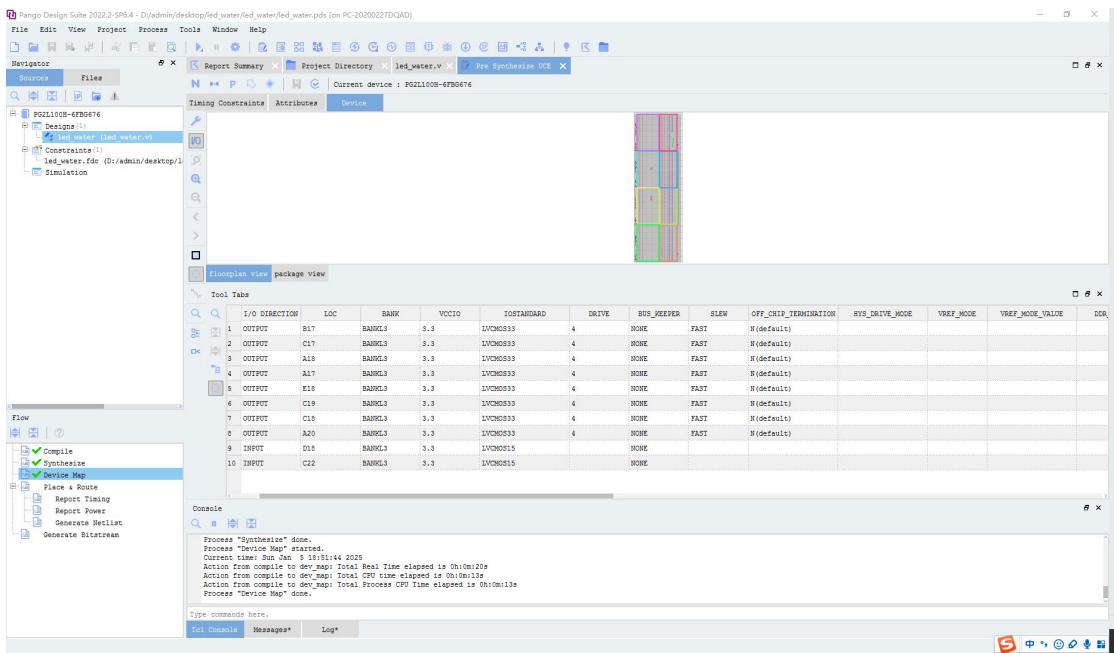 Pango Design Suite 2022.2-SP6.4 - D:/admin/desktop/led_water/led_water/led_water.pds (on PC-20200227DQAD)
File Edit View Project Process Tools Window Help
Navigator
Sources Files
PG2L100H-6FBG676
Designs(1)
led_water (led_water.v)
Constraints(1)
led_water.fdc (D:/admin/desktop/l
Simulation
Report Summary Project Directory led_water.v Pre Synthesize UCE
Current device : PG2L100H-6FBG676
Timing Constraints Attributes Device
floorplan view package view
Tool Tabs
I/O DIRECTION LOC BANK VCCIO IOSTANDARD DRIVE BUS_KEEPER SLEW OFF_CHIP_TERMINATION HYS_DRIVE_MODE VREF_MODE VREF_MODE_VALUE DDR_
1 OUTPUT B17 BANKL3 3.3 LVCMOS33 4 NONE FAST N(default)
2 OUTPUT C17 BANKL3 3.3 LVCMOS33 4 NONE FAST N(default)
3 OUTPUT A18 BANKL3 3.3 LVCMOS33 4 NONE FAST N(default)
4 OUTPUT A17 BANKL3 3.3 LVCMOS33 4 NONE FAST N(default)
5 OUTPUT E18 BANKL3 3.3 LVCMOS33 4 NONE FAST N(default)
6 OUTPUT C19 BANKL3 3.3 LVCMOS33 4 NONE FAST N(default)
7 OUTPUT C18 BANKL3 3.3 LVCMOS33 4 NONE FAST N(default)
8 OUTPUT A20 BANKL3 3.3 LVCMOS33 4 NONE FAST N(default)
9 INPUT D18 BANKL3 3.3 LVCMOS15 NONE
10 INPUT C22 BANKL3 3.3 LVCMOS15 NONE
Flow
Compile
Synthesize
Device Map
Place & Route
Report Timing
Report Power
Generate Netlist
Generate Bitstream
Console
Process "Synthesize" done.
Process "Device Map" started.
Current time: Sun Jan 5 18:51:44 2025
Action from compile to dev_map: Total Real Time elapsed is 0h:0m:20s
Action from compile to dev_map: Total CPU time elapsed is 0h:0m:13s
Action from compile to dev_map: Total Process CPU Time elapsed is 0h:0m:13s
Process "Device Map" done.
Type commands here.
Tcl Console Messages* Log*
中